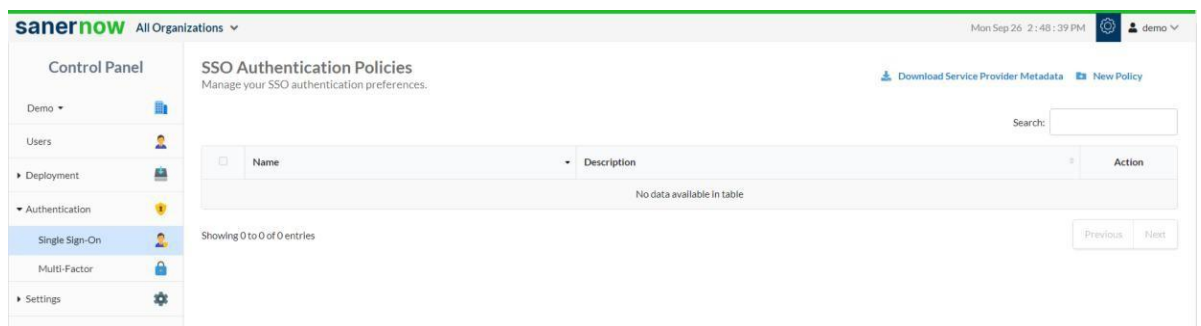 sanernow All Organizations Mon Sep 26 2:48:39 PM demo
Control Panel
Demo
Users
Deployment
Authentication
Single Sign-On
Multi-Factor
Settings
SSO Authentication Policies
Manage your SSO authentication preferences.
Download Service Provider Metadata New Policy
Search:
Name Description Action
No data available in table
Showing 0 to 0 of 0 entries
Previous Next